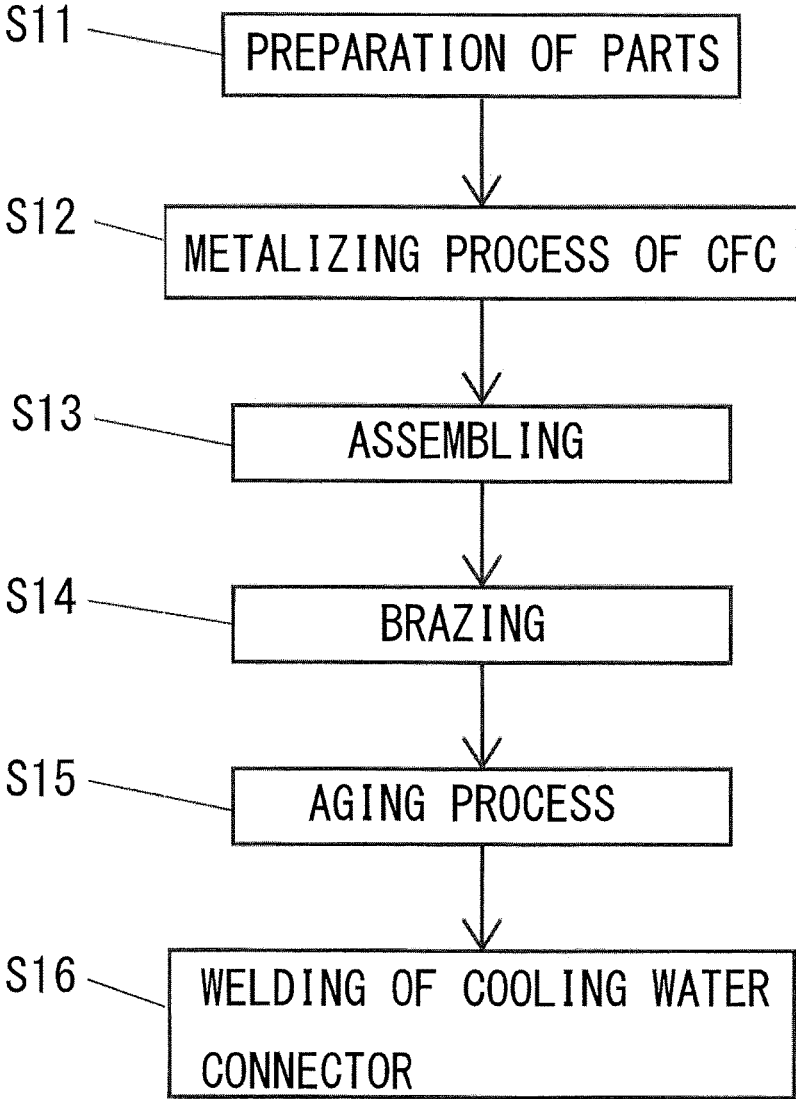 S11
PREPARATION OF PARTS
S12
METALIZING PROCESS OF CFC
S13
ASSEMBLING
S14
BRAZING
S15
AGING PROCESS
S16
WELDING OF COOLING WATER
CONNECTOR